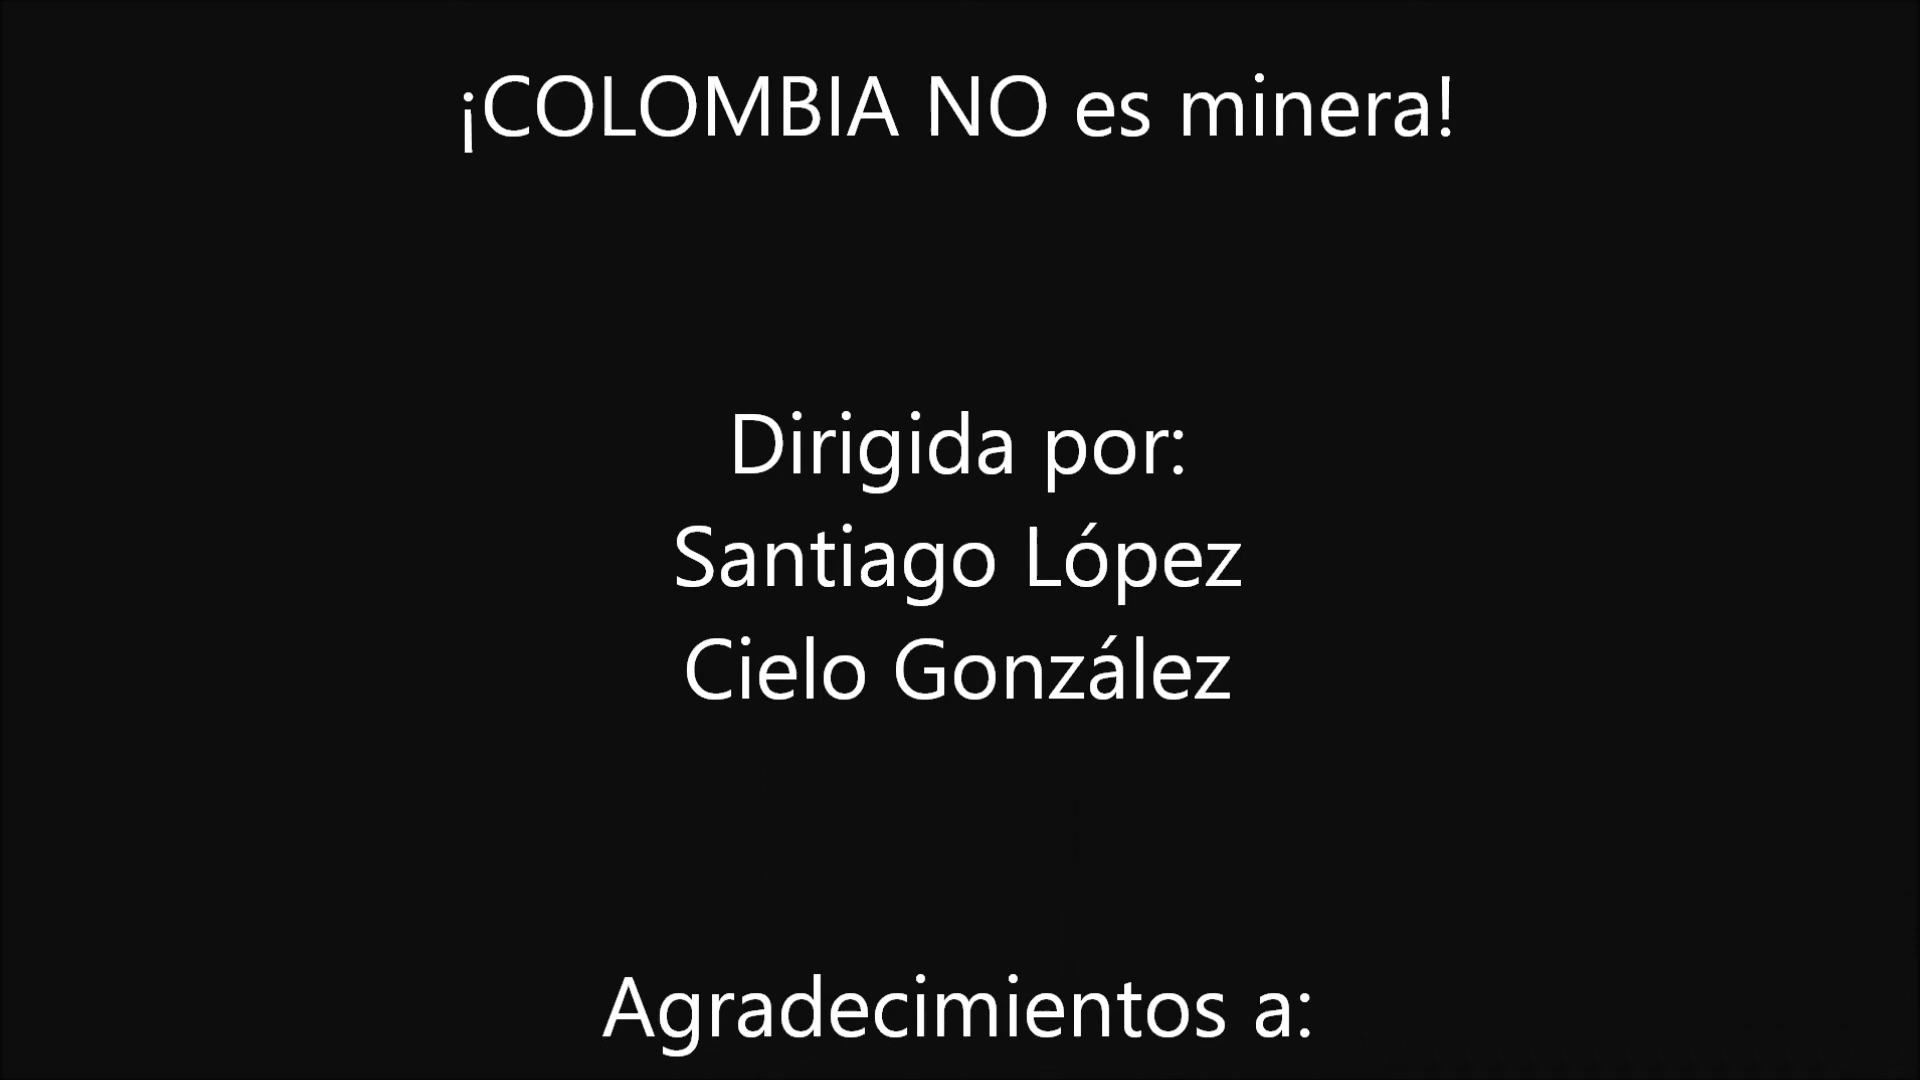 ¡COLOMBIA NO es minera!
Dirigida por:
Santiago López
Cielo González
Agradecimientos a: